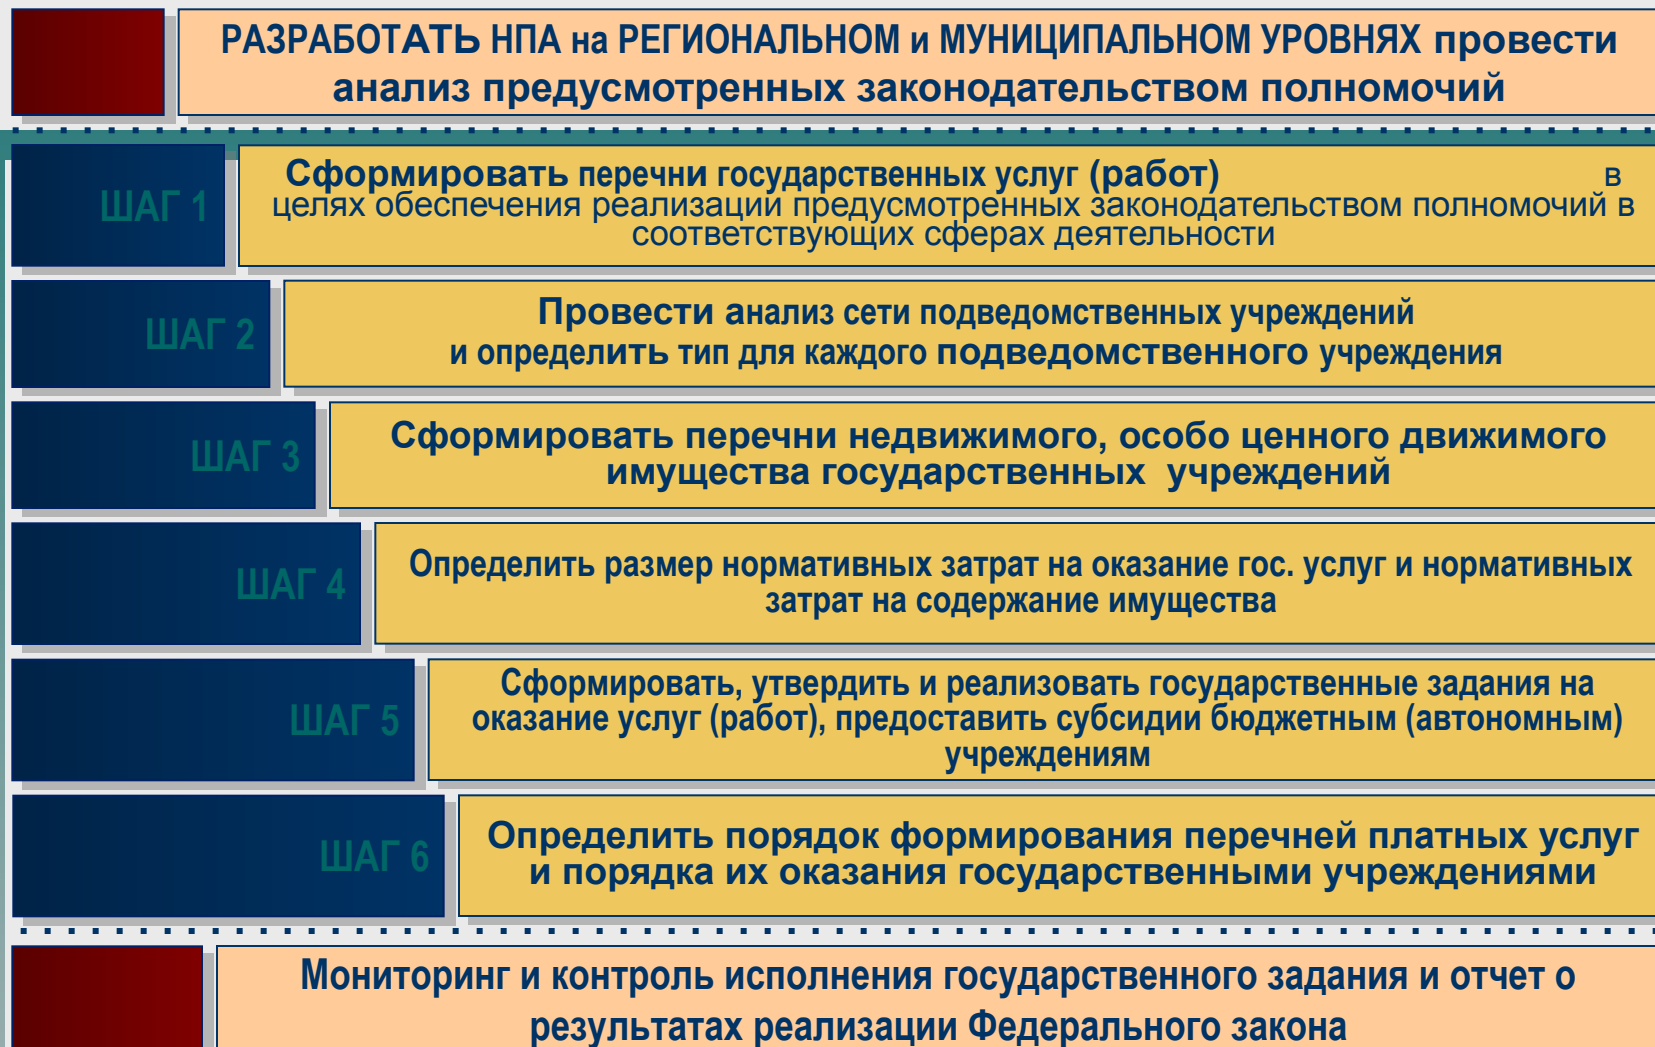 РАЗРАБОТАТЬ НПА на РЕГИОНАЛЬНОМ и МУНИЦИПАЛЬНОМ УРОВНЯХ провести
анализ предусмотренных законодательством полномочий
ШАГ 1
Сформировать перечни государственных услуг (работ) в
целях обеспечения реализации предусмотренных законодательством полномочий в
соответствующих сферах деятельности
ШАГ 2
Провести анализ сети подведомственных учреждений
и определить тип для каждого подведомственного учреждения
ШАГ 3
Сформировать перечни недвижимого, особо ценного движимого
имущества государственных учреждений
ШАГ 4
Определить размер нормативных затрат на оказание гос. услуг и нормативных
затрат на содержание имущества
ШАГ 5
Сформировать, утвердить и реализовать государственные задания на
оказание услуг (работ), предоставить субсидии бюджетным (автономным)
учреждениям
ШАГ 6
Определить порядок формирования перечней платных услуг
и порядка их оказания государственными учреждениями
Мониторинг и контроль исполнения государственного задания и отчет о
результатах реализации Федерального закона